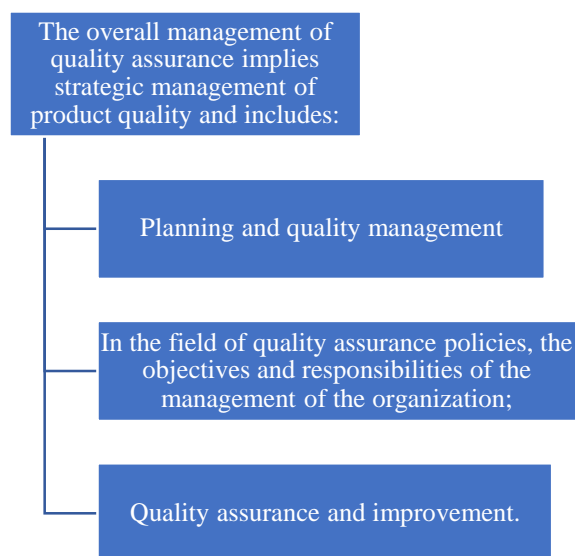 The overall management of
quality assurance implies
strategic management of
product quality and includes:
Planning and quality management
In the field of quality assurance policies, the
objectives and responsibilities of the
management of the organization;
Quality assurance and improvement.